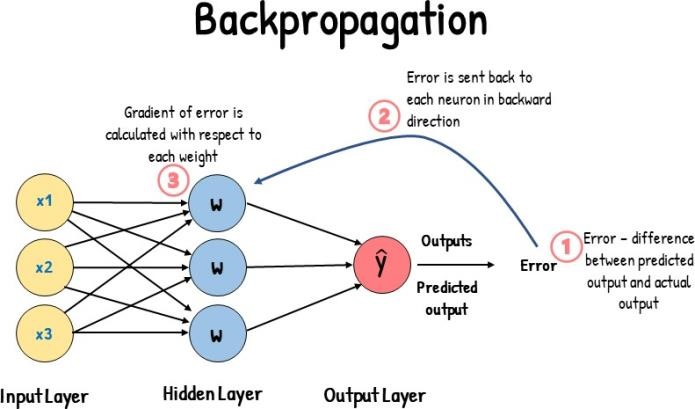 Backpropagation
Error is sent back to
each neuron in backward
direction
2
Gradient of error is
calculated with respect to
each weight
3
x1
x2
x3
w
w
w
ŷ
Outputs
Predicted
output
Error
1
Error – difference
between predicted
output and actual
output
Input Layer
Hidden Layer
Output Layer